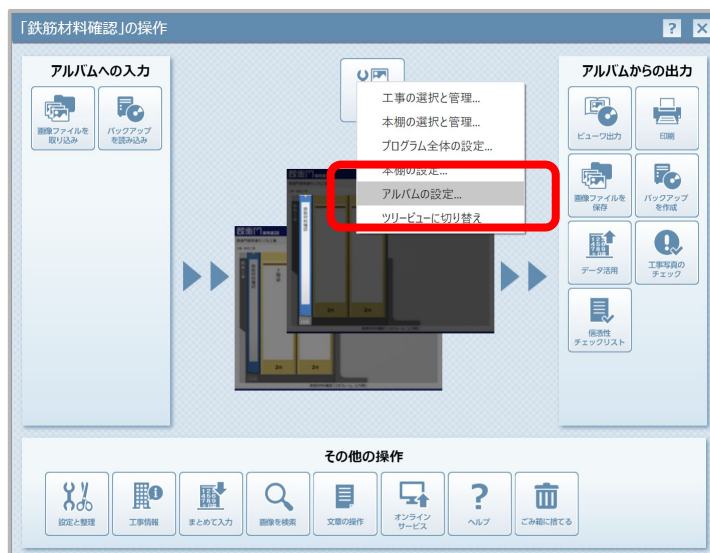 「鉄筋材料確認」の操作
?
×
アルバムへの入力
画像ファイルを
取り込み
バックアップ
を読み込み
工事の選択と管理...
本棚の選択と管理...
プログラム全体の設定...
本棚の設定...
アルバムの設定...
ツリービューに切り替え
アルバムからの出力
ビューワ出力
印刷
画像ファイルを
保存
バックアップ
を作成
データ活用
工事写真の
チェック
信憑性
チェックリスト
その他の操作
設定と整理
工事情報
まとめて入力
画像を検索
文章の操作
オンライン
サービス
ヘルプ
ごみ箱に捨てる